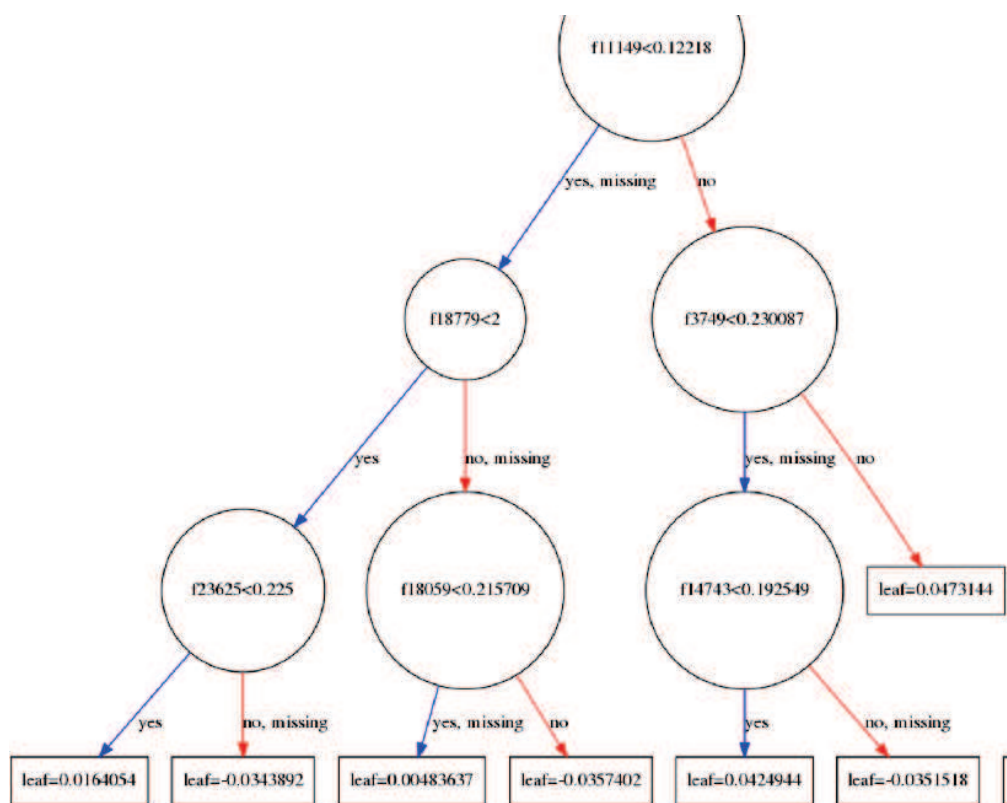 f11149<0.12218
yes, missing
no
f18779<2
f3749<0.230087
yes
no, missing
yes, missing
no
f23625<0.225
f18059<0.215709
f14743<0.192549
leaf=0.0473144
yes
no, missing
yes, missing
no
yes
no, missing
leaf=0.0164054
leaf=-0.0343892
leaf=0.00483637
leaf=-0.0357402
leaf=0.0424944
leaf=-0.0351518